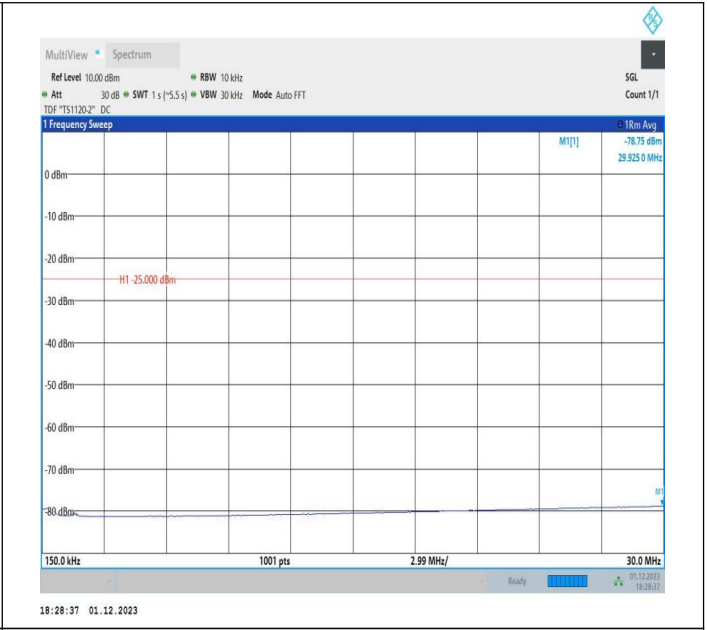 R&S
MultiView Spectrum
Ref Level 10.00 dBm RBW 10 kHz SGL
Att 30 dB SWT 1 s (~5.5 s) VBW 30 kHz Mode Auto FFT Count 1/1
TDF "TS1120-2" DC
1 Frequency Sweep 1Rm Avg
M1[1] -78.75 dBm
29.925 0 MHz
0 dBm
-10 dBm
-20 dBm
H1 -25.000 dBm
-30 dBm
-40 dBm
-50 dBm
-60 dBm
-70 dBm
M1
-80 dBm
150.0 kHz 1001 pts 2.99 MHz/ 30.0 MHz
Ready 01.12.2023
18:28:37
18:28:37 01.12.2023